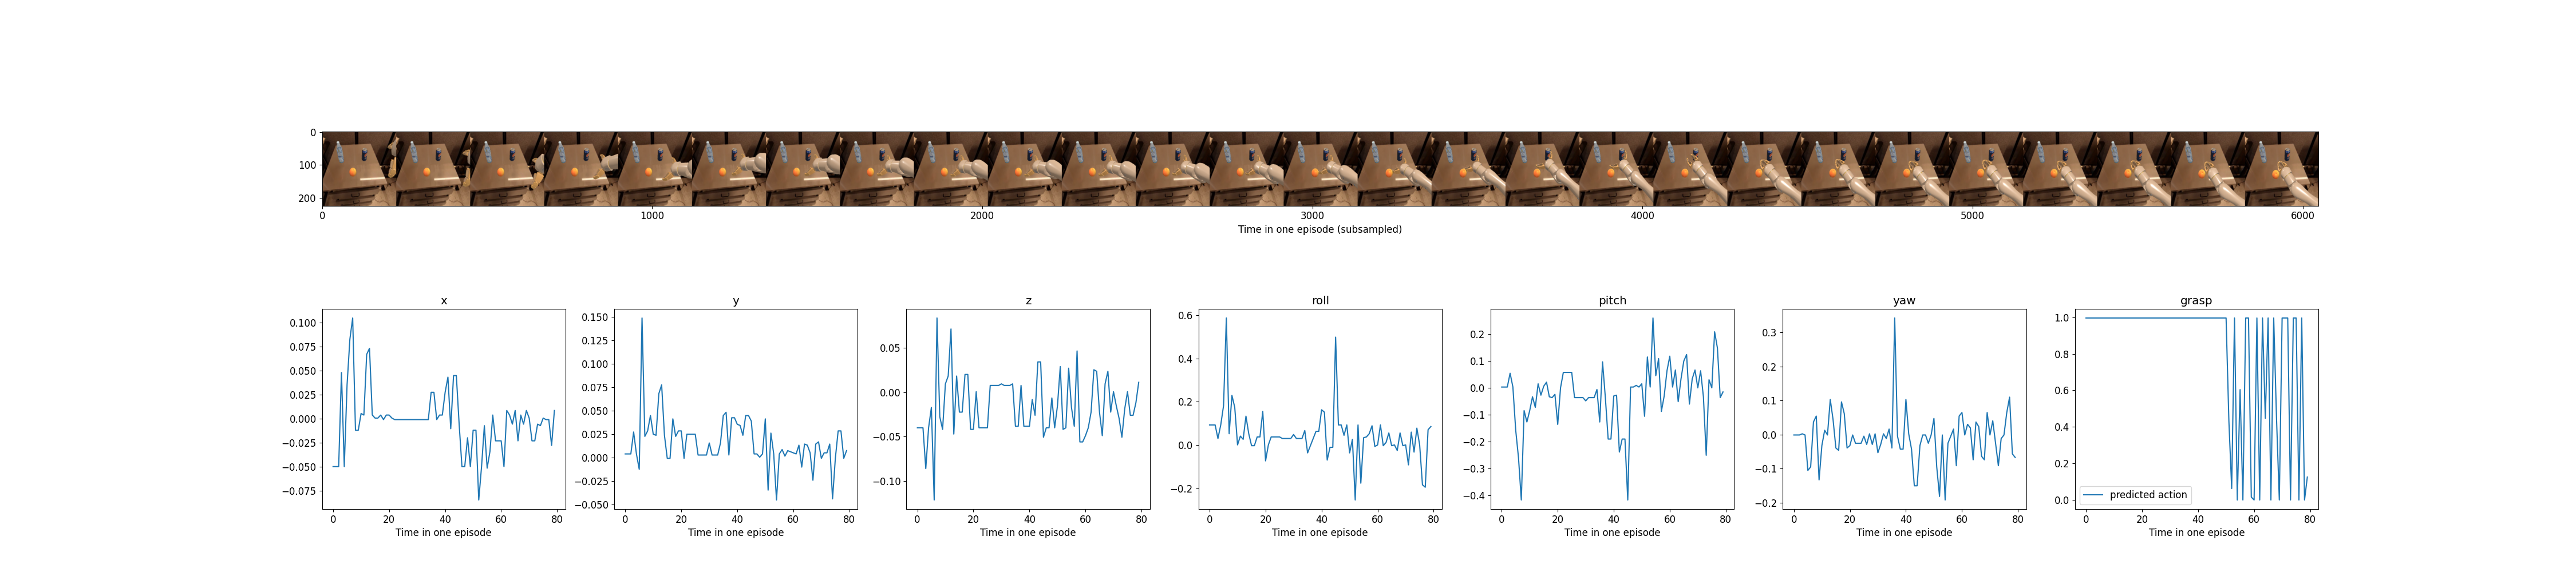 0
100
200
0 1000 2000 3000 4000 5000 6000
Time in one episode (subsampled)
x
0.100
0.075
0.050
0.025
0.000
−0.025
−0.050
−0.075
0 20 40 60 80
Time in one episode
y
0.150
0.125
0.100
0.075
0.050
0.025
0.000
−0.025
−0.050
0 20 40 60 80
Time in one episode
z
0.05
0.00
−0.05
−0.10
0 20 40 60 80
Time in one episode
roll
0.6
0.4
0.2
0.0
−0.2
0 20 40 60 80
Time in one episode
pitch
0.2
0.1
0.0
−0.1
−0.2
−0.3
−0.4
0 20 40 60 80
Time in one episode
yaw
0.3
0.2
0.1
0.0
−0.1
−0.2
0 20 40 60 80
Time in one episode
grasp
1.0
0.8
0.6
0.4
0.2
0.0
predicted action
0 20 40 60 80
Time in one episode